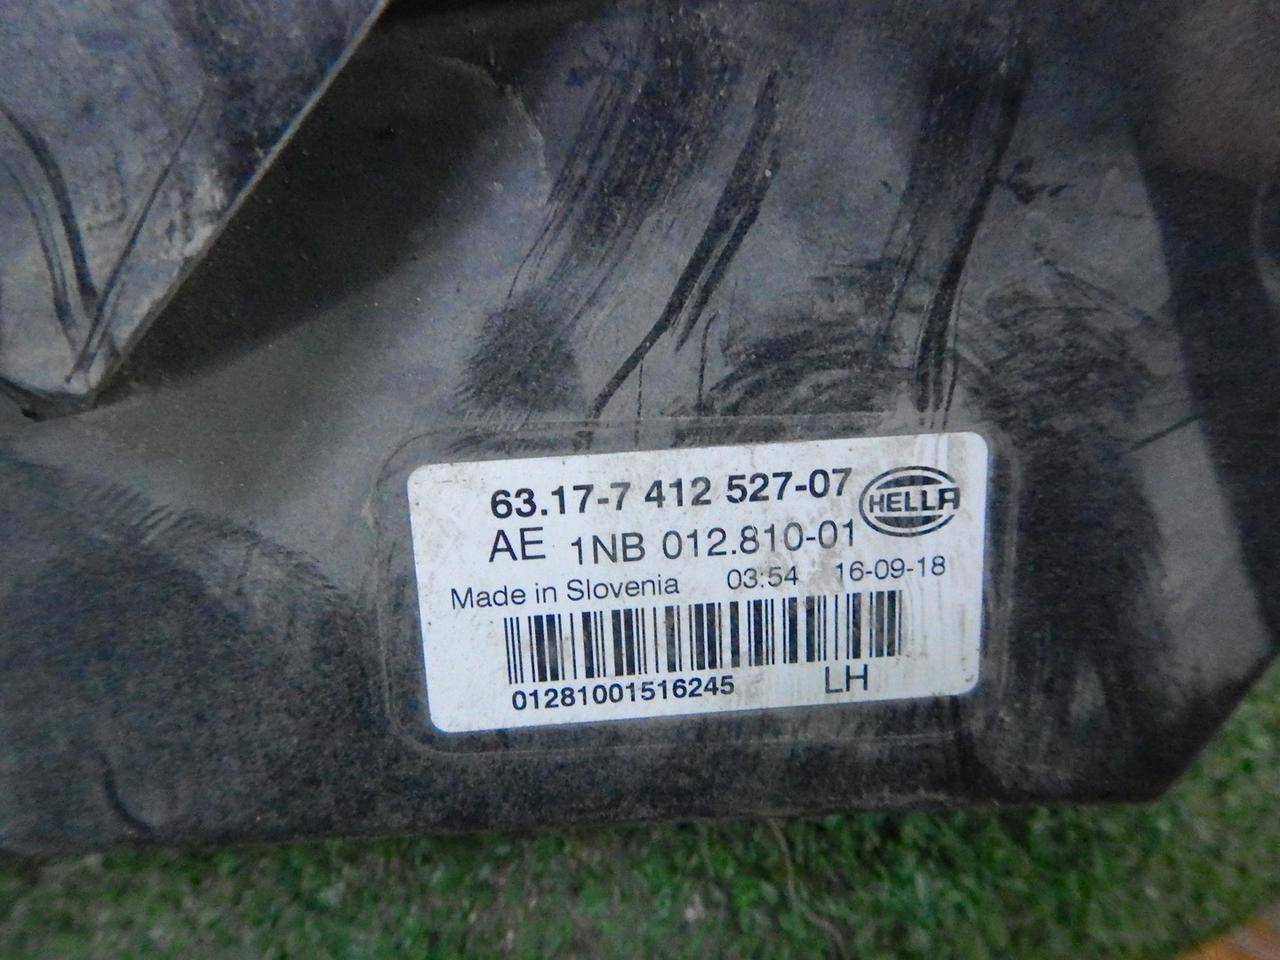 63.17-7 412 527-07
HELLA
AE 1NB 012.810-01
Made in Slovenia 03:54 16-09-18
01281001516245 LH